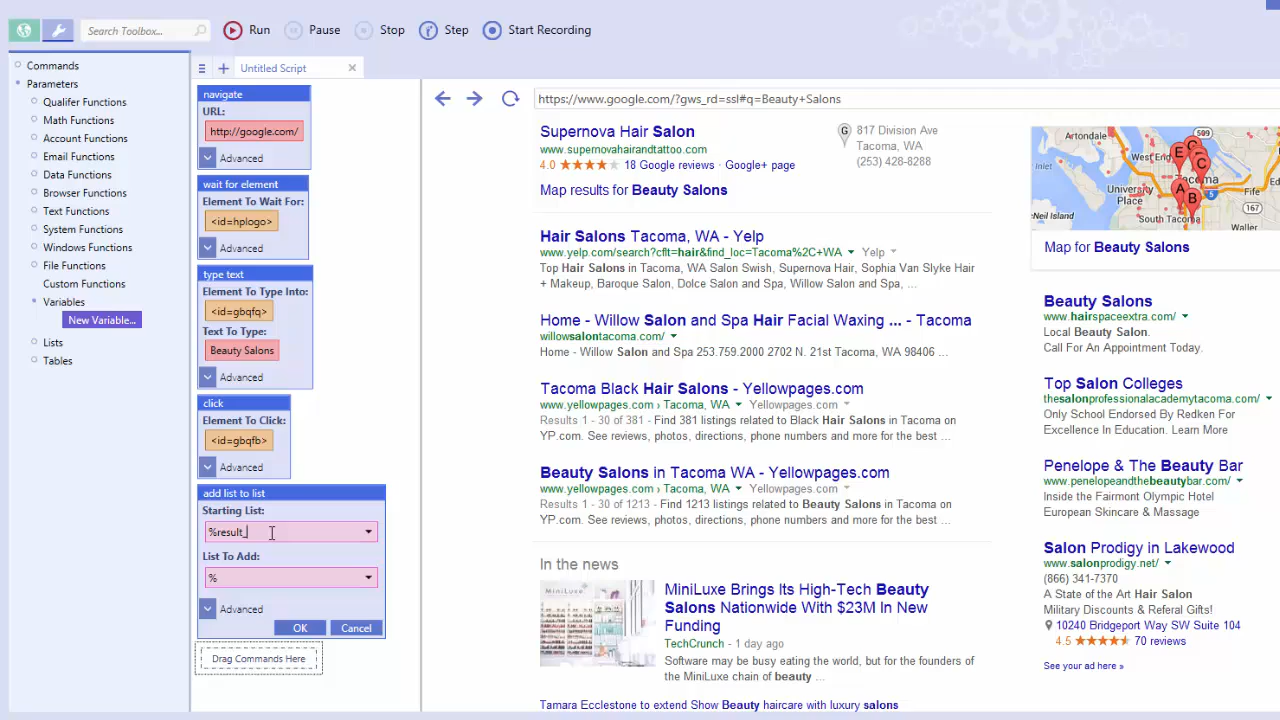 Search Toolbox...
Run
Pause
Stop
Step
Start Recording
Commands
Parameters
Qualifer Functions
Math Functions
Account Functions
Email Functions
Data Functions
Browser Functions
Text Functions
System Functions
Windows Functions
File Functions
Custom Functions
Variables
New Variable...
Lists
Tables
Untitled Script
navigate
URL:
http://google.com/
Advanced
wait for element
Element To Wait For:
<id=hplogo>
Advanced
type text
Element To Type Into:
<id=gbqfq>
Text To Type:
Beauty Salons
Advanced
click
Element To Click:
<id=gbqfb>
Advanced
add list to list
Starting List:
%result_
List To Add:
%
Advanced
OK
Cancel
Drag Commands Here
https://www.google.com/?gws_rd=ssl#q=Beauty+Salons
Supernova Hair Salon
www.supernovahairandtattoo.com
4.0 ★★★★ 18 Google reviews · Google+ page
G 817 Division Ave
Tacoma, WA
(253) 428-8288
Map results for Beauty Salons
Hair Salons Tacoma, WA - Yelp
www.yelp.com/search?cflt=hair&find_loc=Tacoma%2C+WA Yelp
Top Hair Salons in Tacoma, WA Salon Swish, Supernova Hair, Sophia Van Slyke Hair
+ Makeup, Baroque Salon, Dolce Salon and Spa, Willow Salon and Spa, ...
Home - Willow Salon and Spa Hair Facial Waxing ... - Tacoma
willowsalontacoma.com/
Home - Willow Salon and Spa 253.759.2000 2702 N. 21st Tacoma, WA 98406 ...
Tacoma Black Hair Salons - Yellowpages.com
www.yellowpages.com › Tacoma, WA Yellowpages.com
Results 1 - 30 of 381 - Find 381 listings related to Black Hair Salons in Tacoma on
YP.com. See reviews, photos, directions, phone numbers and more for the best ...
Beauty Salons in Tacoma WA - Yellowpages.com
www.yellowpages.com › Tacoma, WA Yellowpages.com
Results 1 - 30 of 1213 - Find 1213 listings related to Beauty Salons in Tacoma on
YP.com. See reviews, photos, directions, phone numbers and more for the best ...
In the news
MiniLuxe
MiniLuxe Brings Its High-Tech Beauty
Salons Nationwide With $23M In New
Funding
TechCrunch - 1 day ago
Software may be busy eating the world, but for the founders of
the MiniLuxe chain of beauty ...
Tamara Ecclestone to extend Show Beauty haircare with luxury salons
Artondale
599
West End
E
C
C
Tacoma
University Place
A
B
5
Fife
Neil Island
South Tacoma
167
Waller
Map for Beauty Salons
Beauty Salons
www.hairspaceextra.com/
Local Beauty Salon.
Call For An Appointment Today.
Top Salon Colleges
thesalonprofessionalacademytacoma.com/
Only School Endorsed By Redken For
Excellence In Education. Learn More
Penelope & The Beauty Bar
www.penelopeandthebeautybar.com/
Inside the Fairmont Olympic Hotel
European Skincare & Massage
Salon Prodigy in Lakewood
www.salonprodigy.net/
(866) 341-7370
A State of the Art Hair Salon
Military Discounts & Referal Gifts!
10240 Bridgeport Way SW Suite 104
4.5 ★★★★★ 70 reviews
See your ad here »